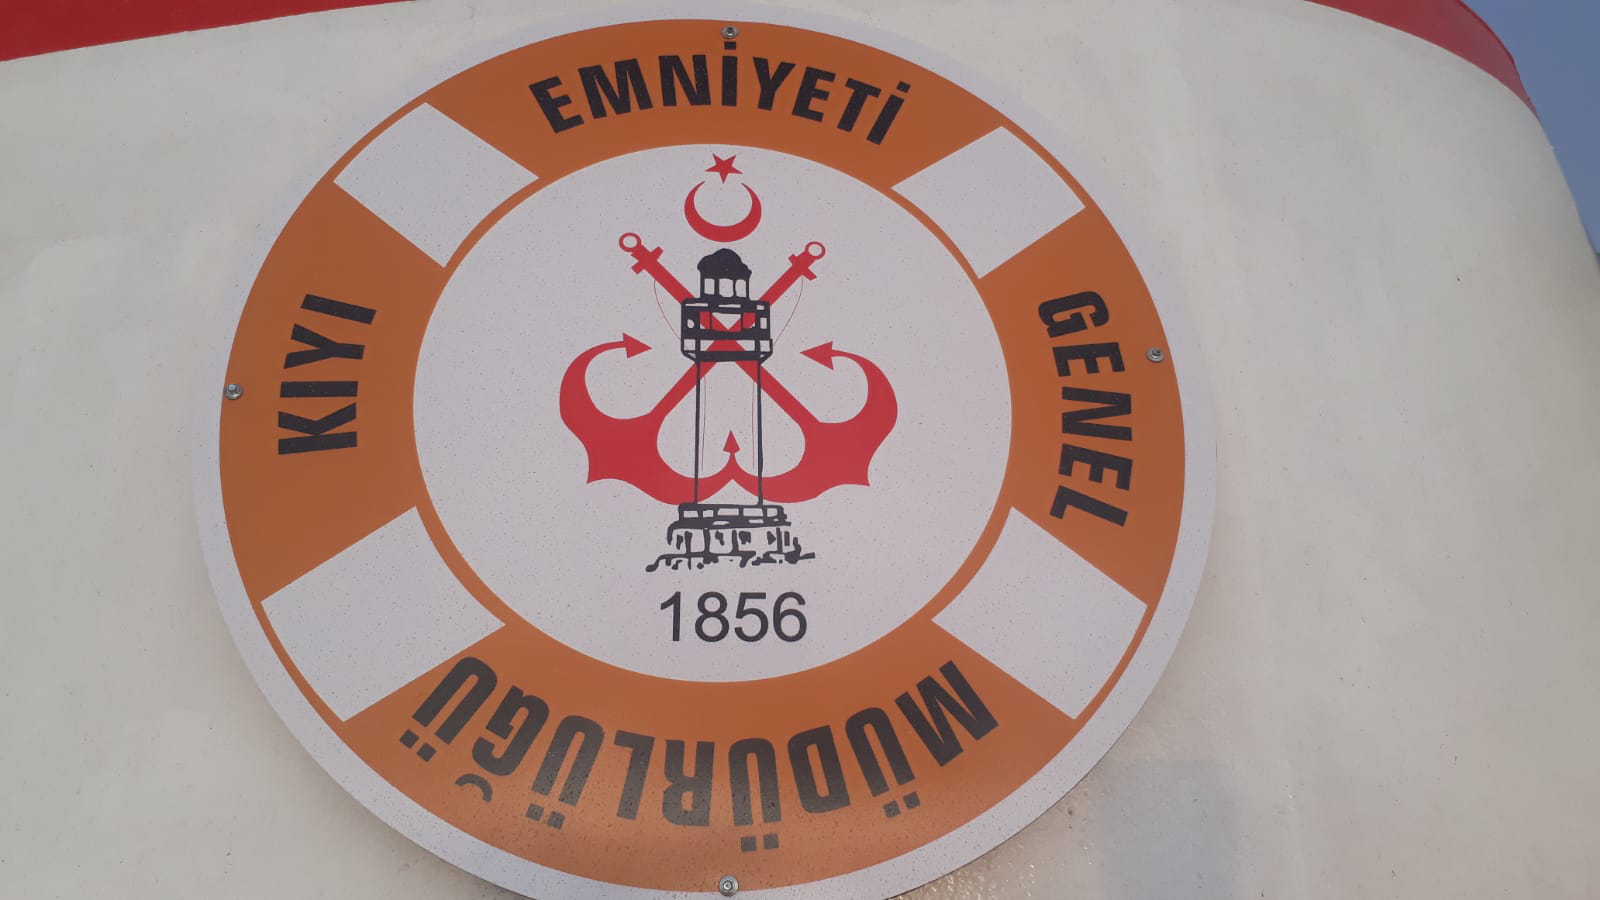 KIYI EMNİYETİ GENEL MÜDÜRLÜĞÜ
1856